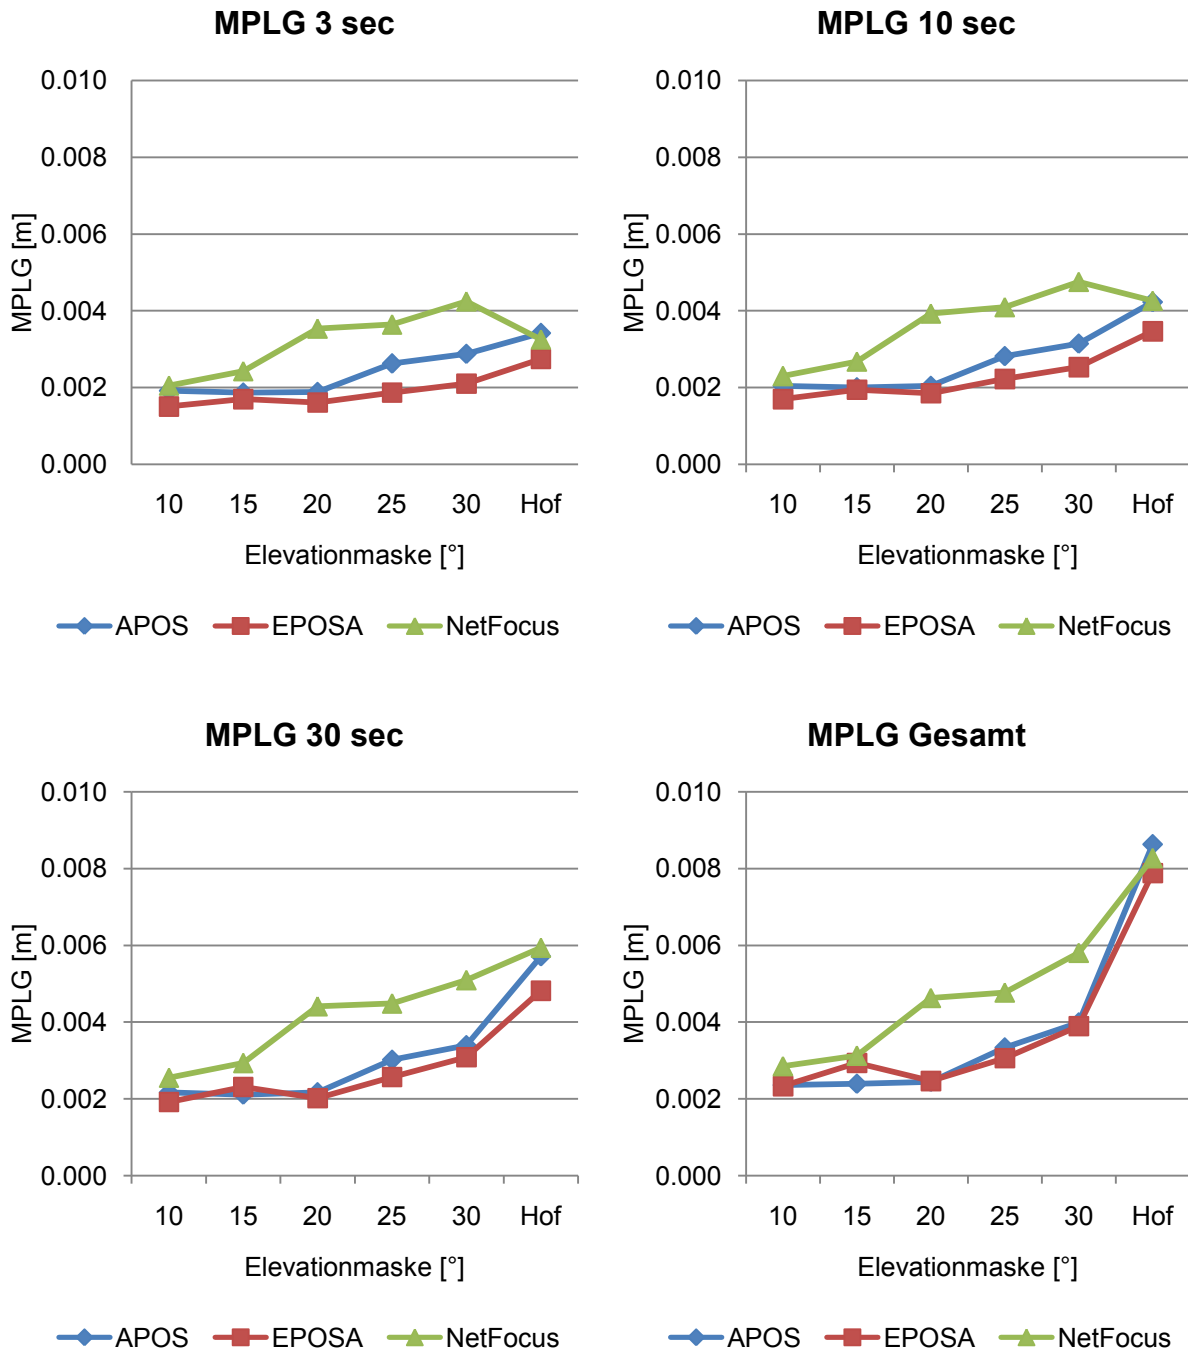 MPLG 3 sec
0.010
0.008
0.006
0.004
0.002
0.000
MPLG [m]
10 15 20 25 30 Hof
Elevationmaske [°]
APOS EPOSA NetFocus
MPLG 10 sec
0.010
0.008
0.006
0.004
0.002
0.000
MPLG [m]
10 15 20 25 30 Hof
Elevationmaske [°]
APOS EPOSA NetFocus
MPLG 30 sec
0.010
0.008
0.006
0.004
0.002
0.000
MPLG [m]
10 15 20 25 30 Hof
Elevationmaske [°]
APOS EPOSA NetFocus
MPLG Gesamt
0.010
0.008
0.006
0.004
0.002
0.000
MPLG [m]
10 15 20 25 30 Hof
Elevationmaske [°]
APOS EPOSA NetFocus